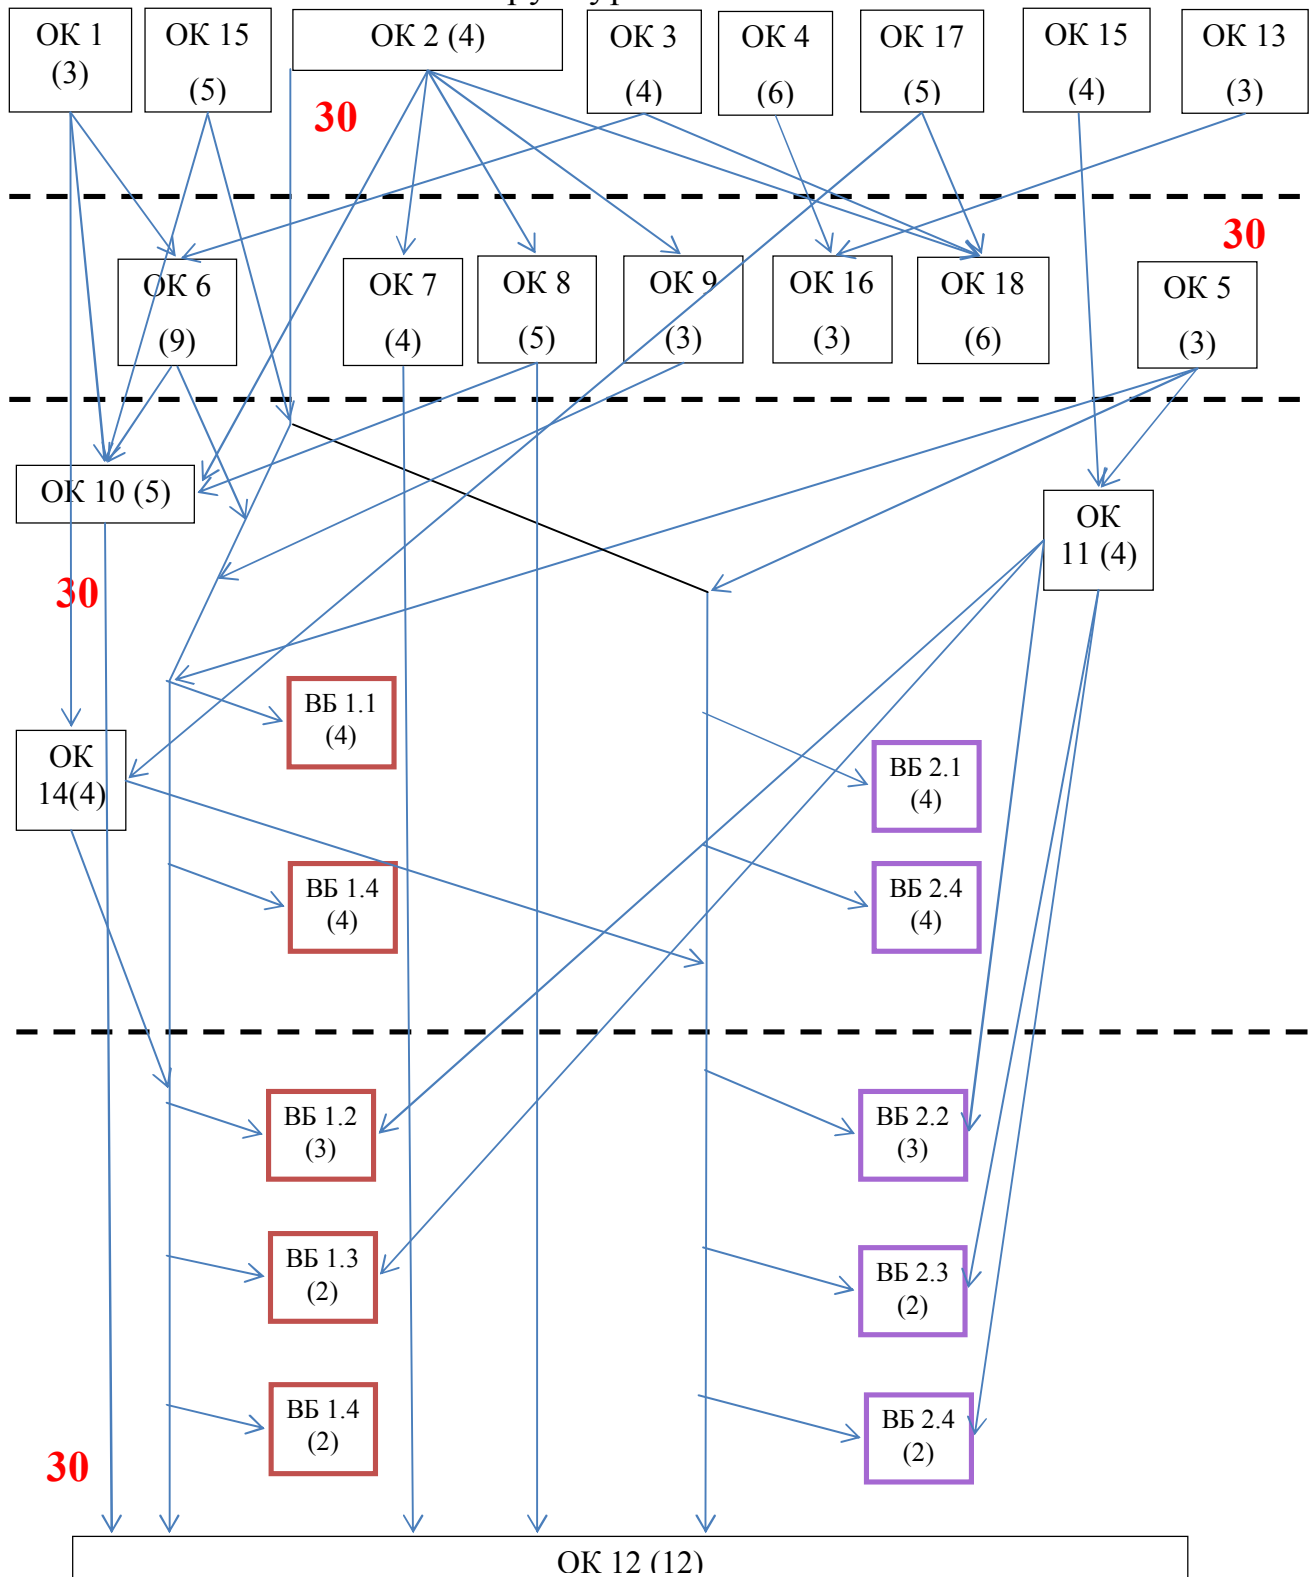 ОК 1
(3)
ОК 15
(5)
ОК 2 (4)
ОК 3
(4)
ОК 4
(6)
ОК 17
(5)
ОК 15
(4)
ОК 13
(3)
30
30
ОК 6
(9)
ОК 7
(4)
ОК 8
(5)
ОК 9
(3)
ОК 16
(3)
ОК 18
(6)
ОК 5
(3)
ОК 10 (5)
ОК
11 (4)
30
ВБ 1.1
(4)
ОК
14(4)
ВБ 2.1
(4)
ВБ 1.4
(4)
ВБ 2.4
(4)
ВБ 1.2
(3)
ВБ 2.2
(3)
ВБ 1.3
(2)
ВБ 2.3
(2)
ВБ 1.4
(2)
ВБ 2.4
(2)
30
ОК 12 (12)